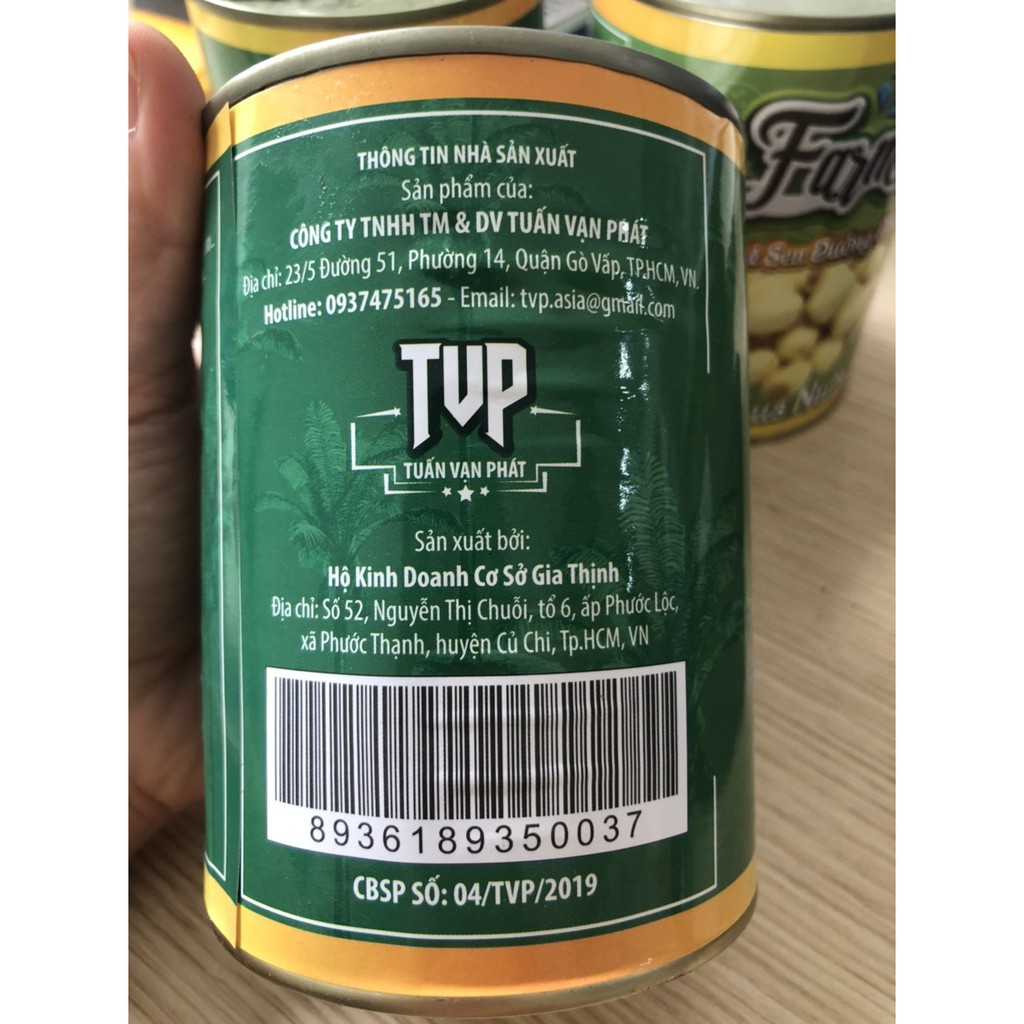 THÔNG TIN NHÀ SẢN XUẤT
Sản phẩm của:
CÔNG TY TNHH TM & DV TUẤN VẠN PHÁT
Địa chỉ: 23/5 Đường 51, Phường 14, Quận Gò Vấp, TP.HCM, VN.
Hotline: 0937475165 - Email: tvp.asia@gmail.com
TVP
TUẤN VẠN PHÁT
Sản xuất bởi:
Hộ Kinh Doanh Cơ Sở Gia Thịnh
Địa chỉ: Số 52, Nguyễn Thị Chuỗi, tổ 6, ấp Phước Lộc,
xã Phước Thạnh, huyện Củ Chi, Tp.HCM, VN
8936189350037
CBSP SỐ: 04/TVP/2019
Sen Đường